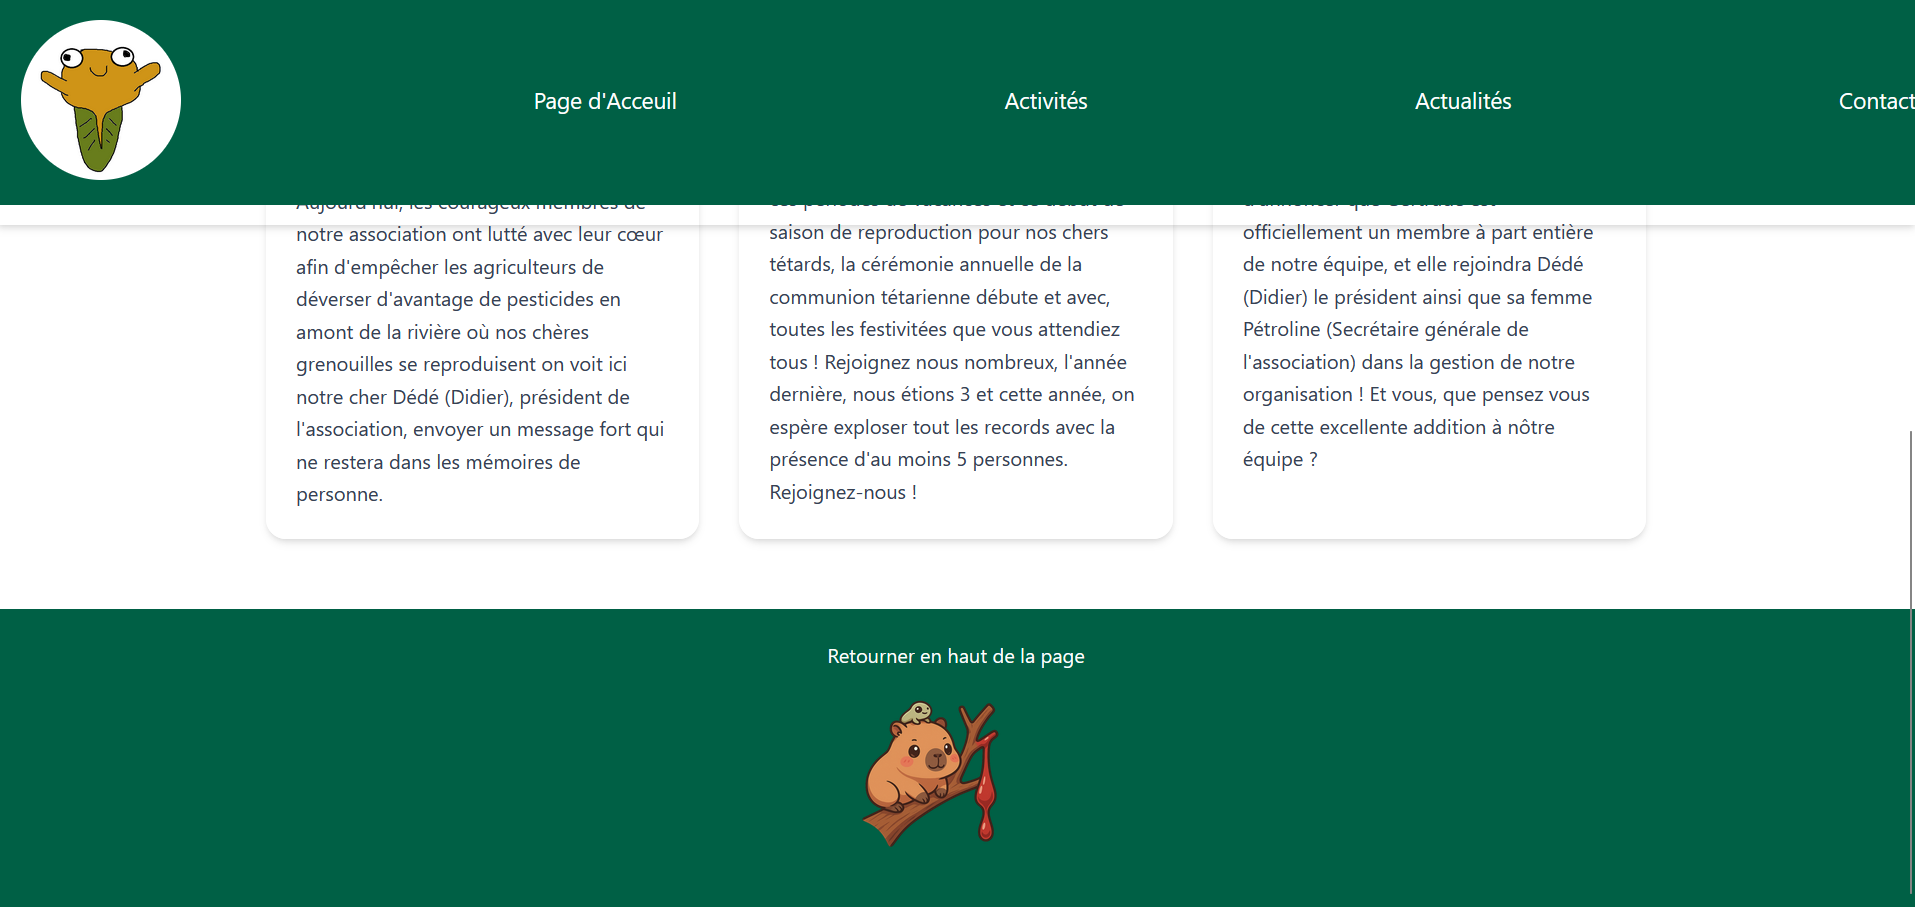 Page d'Acceuil
Activités
Actualités
Contact
Aujourd'hui, les courageux membres de
notre association ont lutté avec leur cœur
afin d'empêcher les agriculteurs de
déverser d'avantage de pesticides en
amont de la rivière où nos chères
grenouilles se reproduisent on voit ici
notre cher Dédé (Didier), président de
l'association, envoyer un message fort qui
ne restera dans les mémoires de
personne.
saison de reproduction pour nos chers
tétards, la cérémonie annuelle de la
communion tétarienne débute et avec,
toutes les festivitées que vous attendiez
tous ! Rejoignez nous nombreux, l'année
dernière, nous étions 3 et cette année, on
espère exploser tout les records avec la
présence d'au moins 5 personnes.
Rejoignez-nous !
officiellement un membre à part entière
de notre équipe, et elle rejoindra Dédé
(Didier) le président ainsi que sa femme
Pétroline (Secrétaire générale de
l'association) dans la gestion de notre
organisation ! Et vous, que pensez vous
de cette excellente addition à nôtre
équipe ?
Retourner en haut de la page